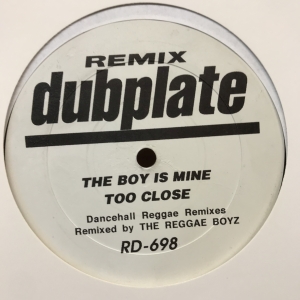 REMIX
dubplate
THE BOY IS MINE
TOO CLOSE
Dancehall Reggae Remixes
Remixed by THE REGGAE BOYZ
RD-698